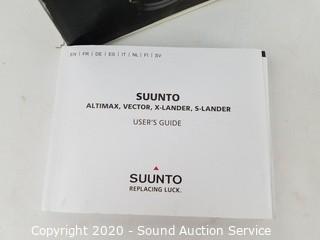 EN | FR | DE | ES | IT | NL | FI | SV
SUUNTO
ALTIMAX, VECTOR, X-LANDER, S-LANDER
USER'S GUIDE
SUUNTO
REPLACING LUCK.
Copyright 2020 - Sound Auction Service